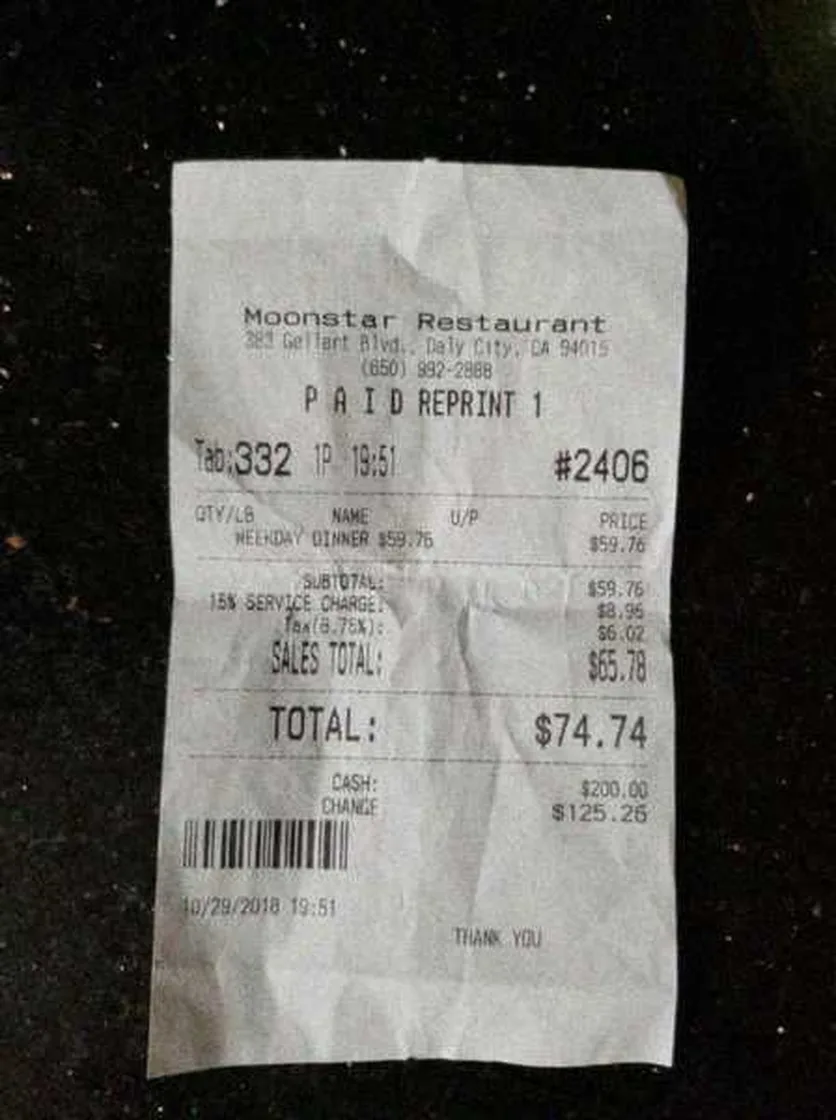 Moonstar Restaurant
383 Gellert Blvd., Daly City, CA 94015
(650) 992-2888
P A I D REPRINT 1
Tab:332 1P 19:51 #2406
QTY/LB NAME U/P PRICE
WEEKDAY DINNER $59.76 $59.76
SUBTOTAL: $59.76
15% SERVICE CHARGE: $8.96
Tax(8.75%): $6.02
SALES TOTAL: $65.78
TOTAL: $74.74
CASH: $200.00
CHANGE $125.26
10/29/2018 19:51
THANK YOU